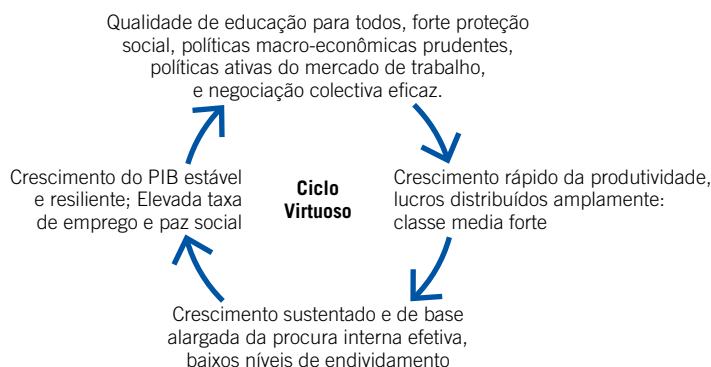 Qualidade de educação para todos, forte proteção
social, políticas macro-econômicas prudentes,
políticas ativas do mercado de trabalho,
e negociação colectiva eficaz.
Crescimento do PIB estável
e resiliente; Elevada taxa
de emprego e paz social
Ciclo
Virtuoso
Crescimento rápido da produtividade,
lucros distribuídos amplamente:
classe media forte
Crescimento sustentado e de base
alargada da procura interna efetiva,
baixos níveis de endividamento